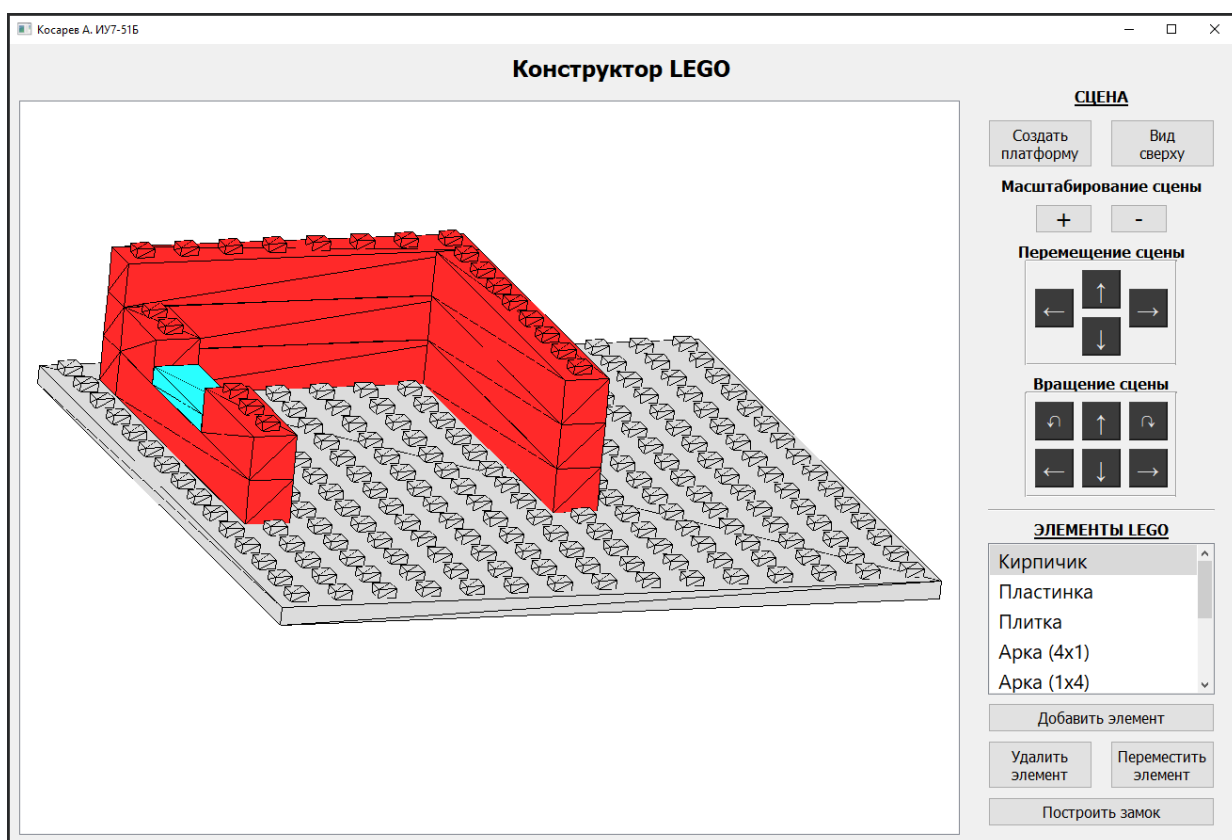 Косарев А. ИУ7-51Б
Конструктор LEGO
СЦЕНА
Создать
платформу
Вид
сверху
Масштабирование сцены
+
-
Перемещение сцены
←
↑
→
↓
Вращение сцены
↶
↑
↷
←
↓
→
ЭЛЕМЕНТЫ LEGO
Кирпичик
Пластинка
Плитка
Арка (4x1)
Арка (1x4)
Добавить элемент
Удалить
элемент
Переместить
элемент
Построить замок